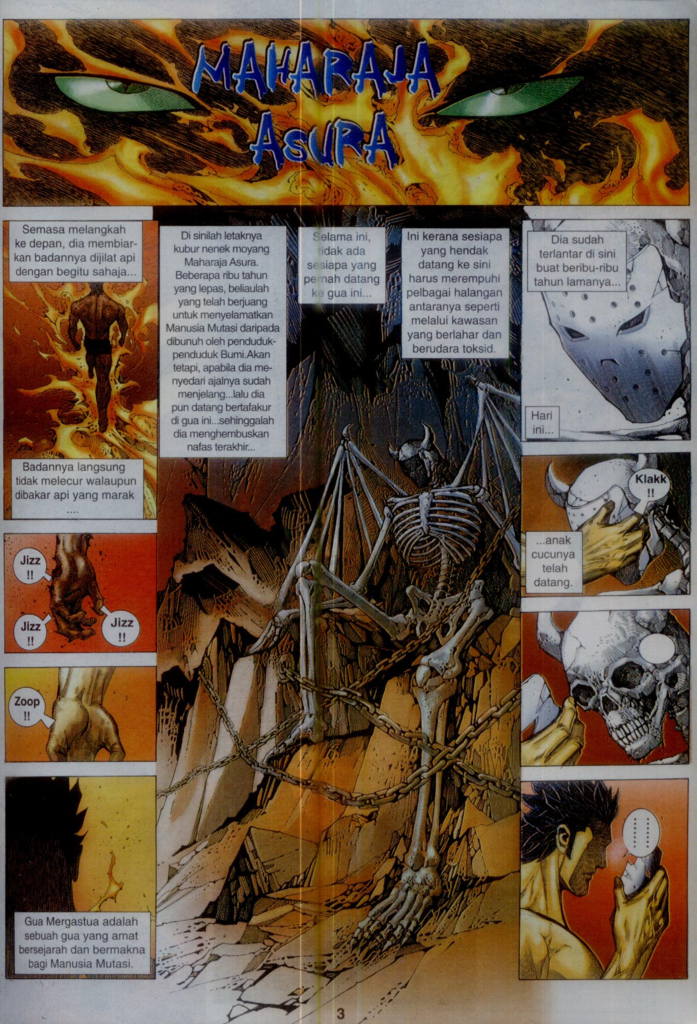 MAHARAJA
ASURA
Semasa melangkah
ke depan, dia membiar-
kan badannya dijilat api
dengan begitu sahaja...
Badannya langsung
tidak melecur walaupun
dibakar api yang marak
....
Jizz
!!
Jizz
!!
Jizz
!!
Zoop
!!
Gua Mergastua adalah
sebuah gua yang amat
bersejarah dan bermakna
bagi Manusia Mutasi.
Di sinilah letaknya
kubur nenek moyang
Maharaja Asura.
Beberapa ribu tahun
yang lepas, beliaulah
yang telah berjuang
untuk menyelamatkan
Manusia Mutasi daripada
dibunuh oleh penduduk-
penduduk Bumi.Akan
tetapi, apabila dia me-
nyedari ajalnya sudah
menjelang...lalu dia
pun datang bertafakur
di gua ini...sehinggalah
dia menghembuskan
nafas terakhir...
Selama ini,
tidak ada
sesiapa yang
pernah datang
ke gua ini...
Ini kerana sesiapa
yang hendak
datang ke sini
harus merempuhi
pelbagai halangan
antaranya seperti
melalui kawasan
yang berlahar dan
berudara toksid.
Dia sudah
terlantar di sini
buat beribu-ribu
tahun lamanya...
Hari
ini...
Klakk
!!
...anak
cucunya
telah
datang.
......
3